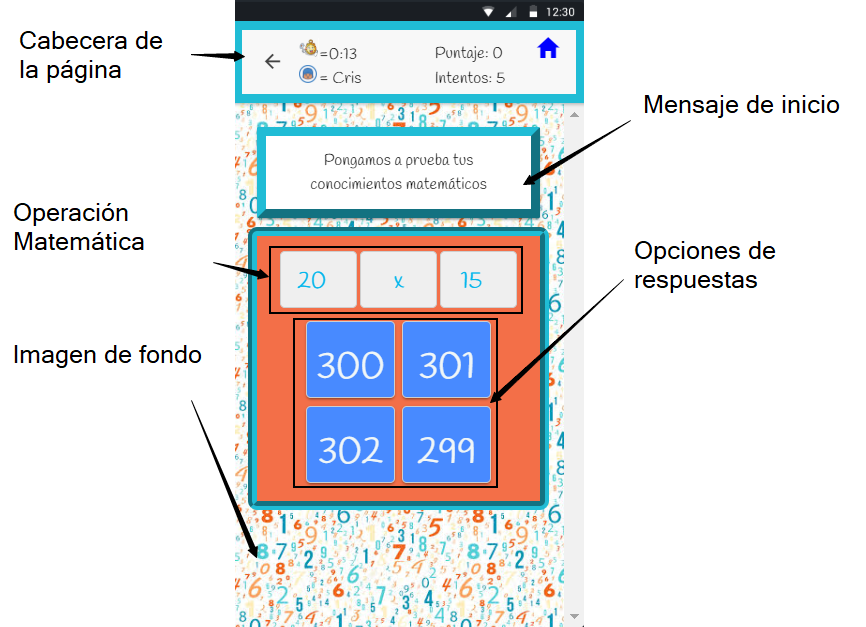 12:30
Cabecera de
la página
=0:13
Puntaje: 0
= Cris
Intentos: 5
Mensaje de inicio
Pongamos a prueba tus
conocimientos matemáticos
Operación
Matemática
20 x 15
Opciones de
respuestas
300 301
302 299
Imagen de fondo